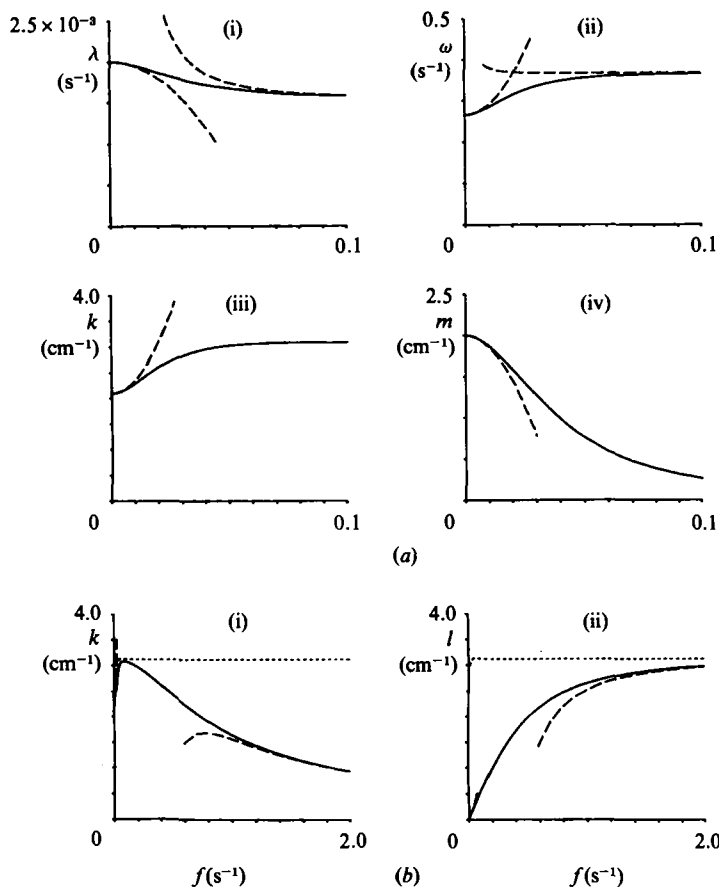 2.5 × 10⁻³
(i)
λ
(s⁻¹)
0
0.1
0.5
(ii)
ω
(s⁻¹)
0
0.1
4.0
(iii)
k
(cm⁻¹)
0
0.1
2.5
(iv)
m
(cm⁻¹)
0
0.1
(a)
4.0
(i)
k
(cm⁻¹)
0
2.0
f(s⁻¹)
4.0
(ii)
l
(cm⁻¹)
0
2.0
f(s⁻¹)
(b)